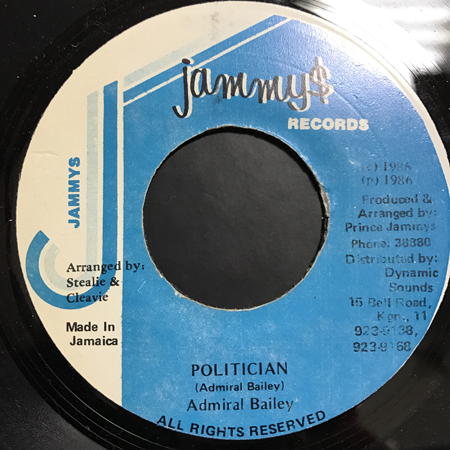 jammy$
RECORDS
JAMMYS
(c) 1986
(p) 1986
Produced &
Arranged by:
Prince Jammys
Phone: 38380
Distributed by:
Dynamic
Sounds
15 Bell Road,
Kgn., 11
923-9138,
923-9168
Arranged by:
Stealie &
Cleavie
Made In
Jamaica
POLITICIAN
(Admiral Bailey)
Admiral Bailey
ALL RIGHTS RESERVED